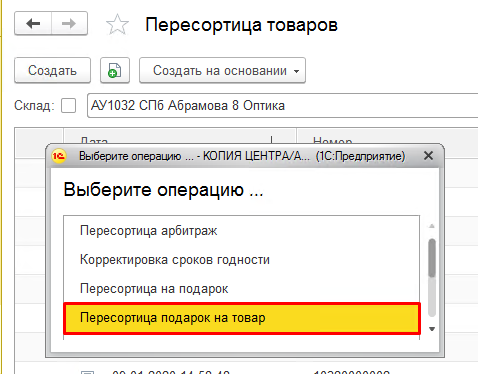 Пересортица товаров
Создать
Создать на основании
Склад:
АУ1032 СПб Абрамова 8 Оптика
Дата
Номер
1С
Выберите операцию ... - КОПИЯ ЦЕНТРА/А... (1С:Предприятие)
Выберите операцию ...
Пересортица арбитраж
Корректировка сроков годности
Пересортица на подарок
Пересортица подарок на товар